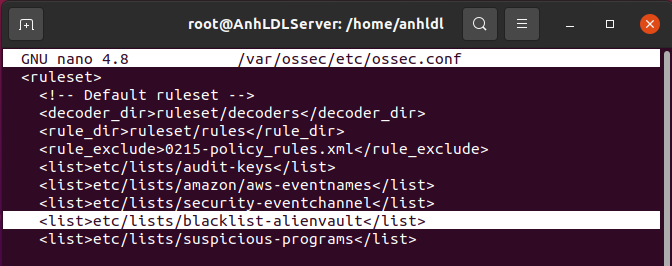 root@AnhLDLServer: /home/anhldl
GNU nano 4.8 /var/ossec/etc/ossec.conf
<ruleset>
<!-- Default ruleset -->
<decoder_dir>ruleset/decoders</decoder_dir>
<rule_dir>ruleset/rules</rule_dir>
<rule_exclude>0215-policy_rules.xml</rule_exclude>
<list>etc/lists/audit-keys</list>
<list>etc/lists/amazon/aws-eventnames</list>
<list>etc/lists/security-eventchannel</list>
<list>etc/lists/blacklist-alienvault</list>
<list>etc/lists/suspicious-programs</list>